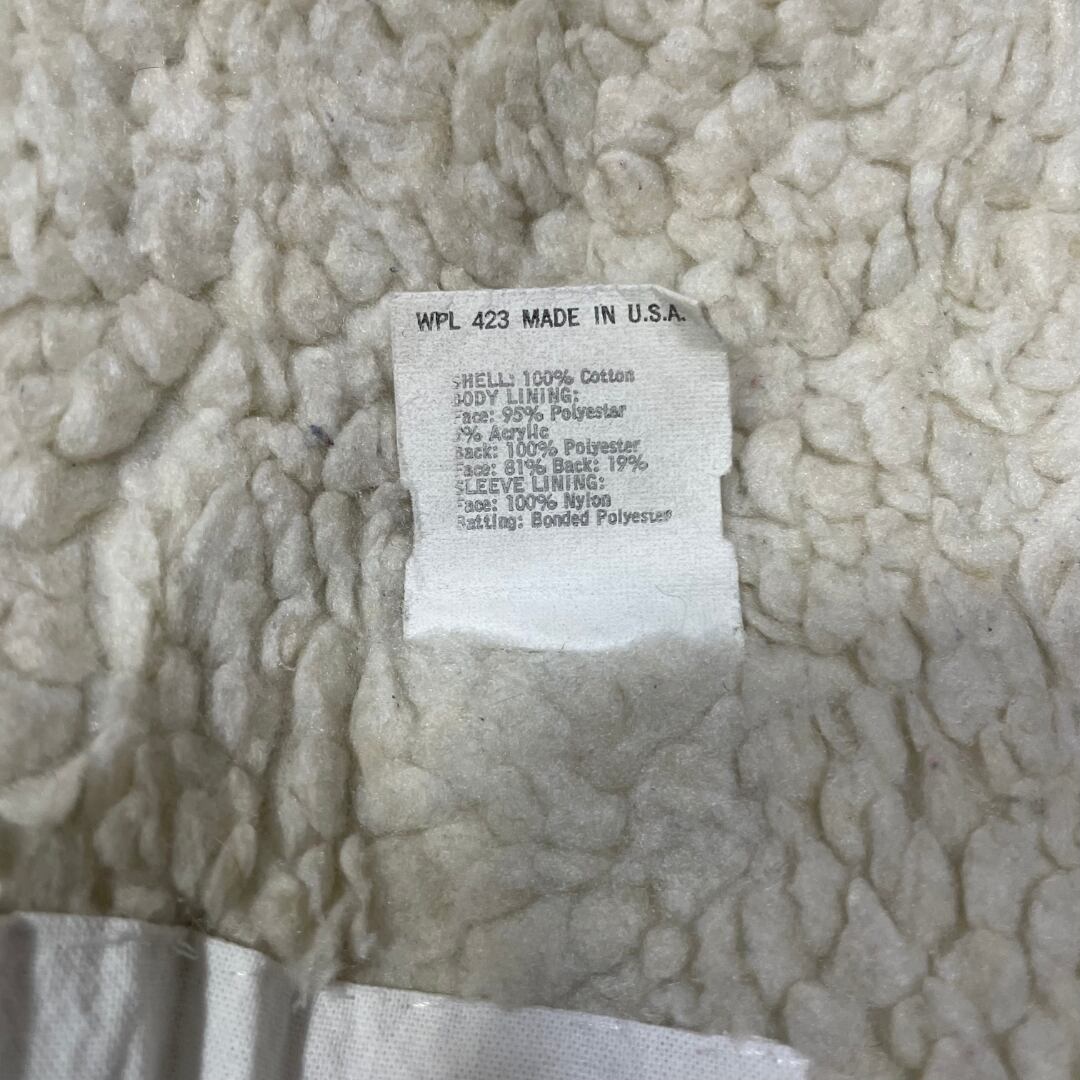 WPL 423 MADE IN U.S.A.
SHELL: 100% Cotton
BODY LINING:
Face: 95% Polyester
5% Acrylic
Back: 100% Polyester
Face: 81% Back: 19%
SLEEVE LINING:
Face: 100% Nylon
Batting: Bonded Polyester